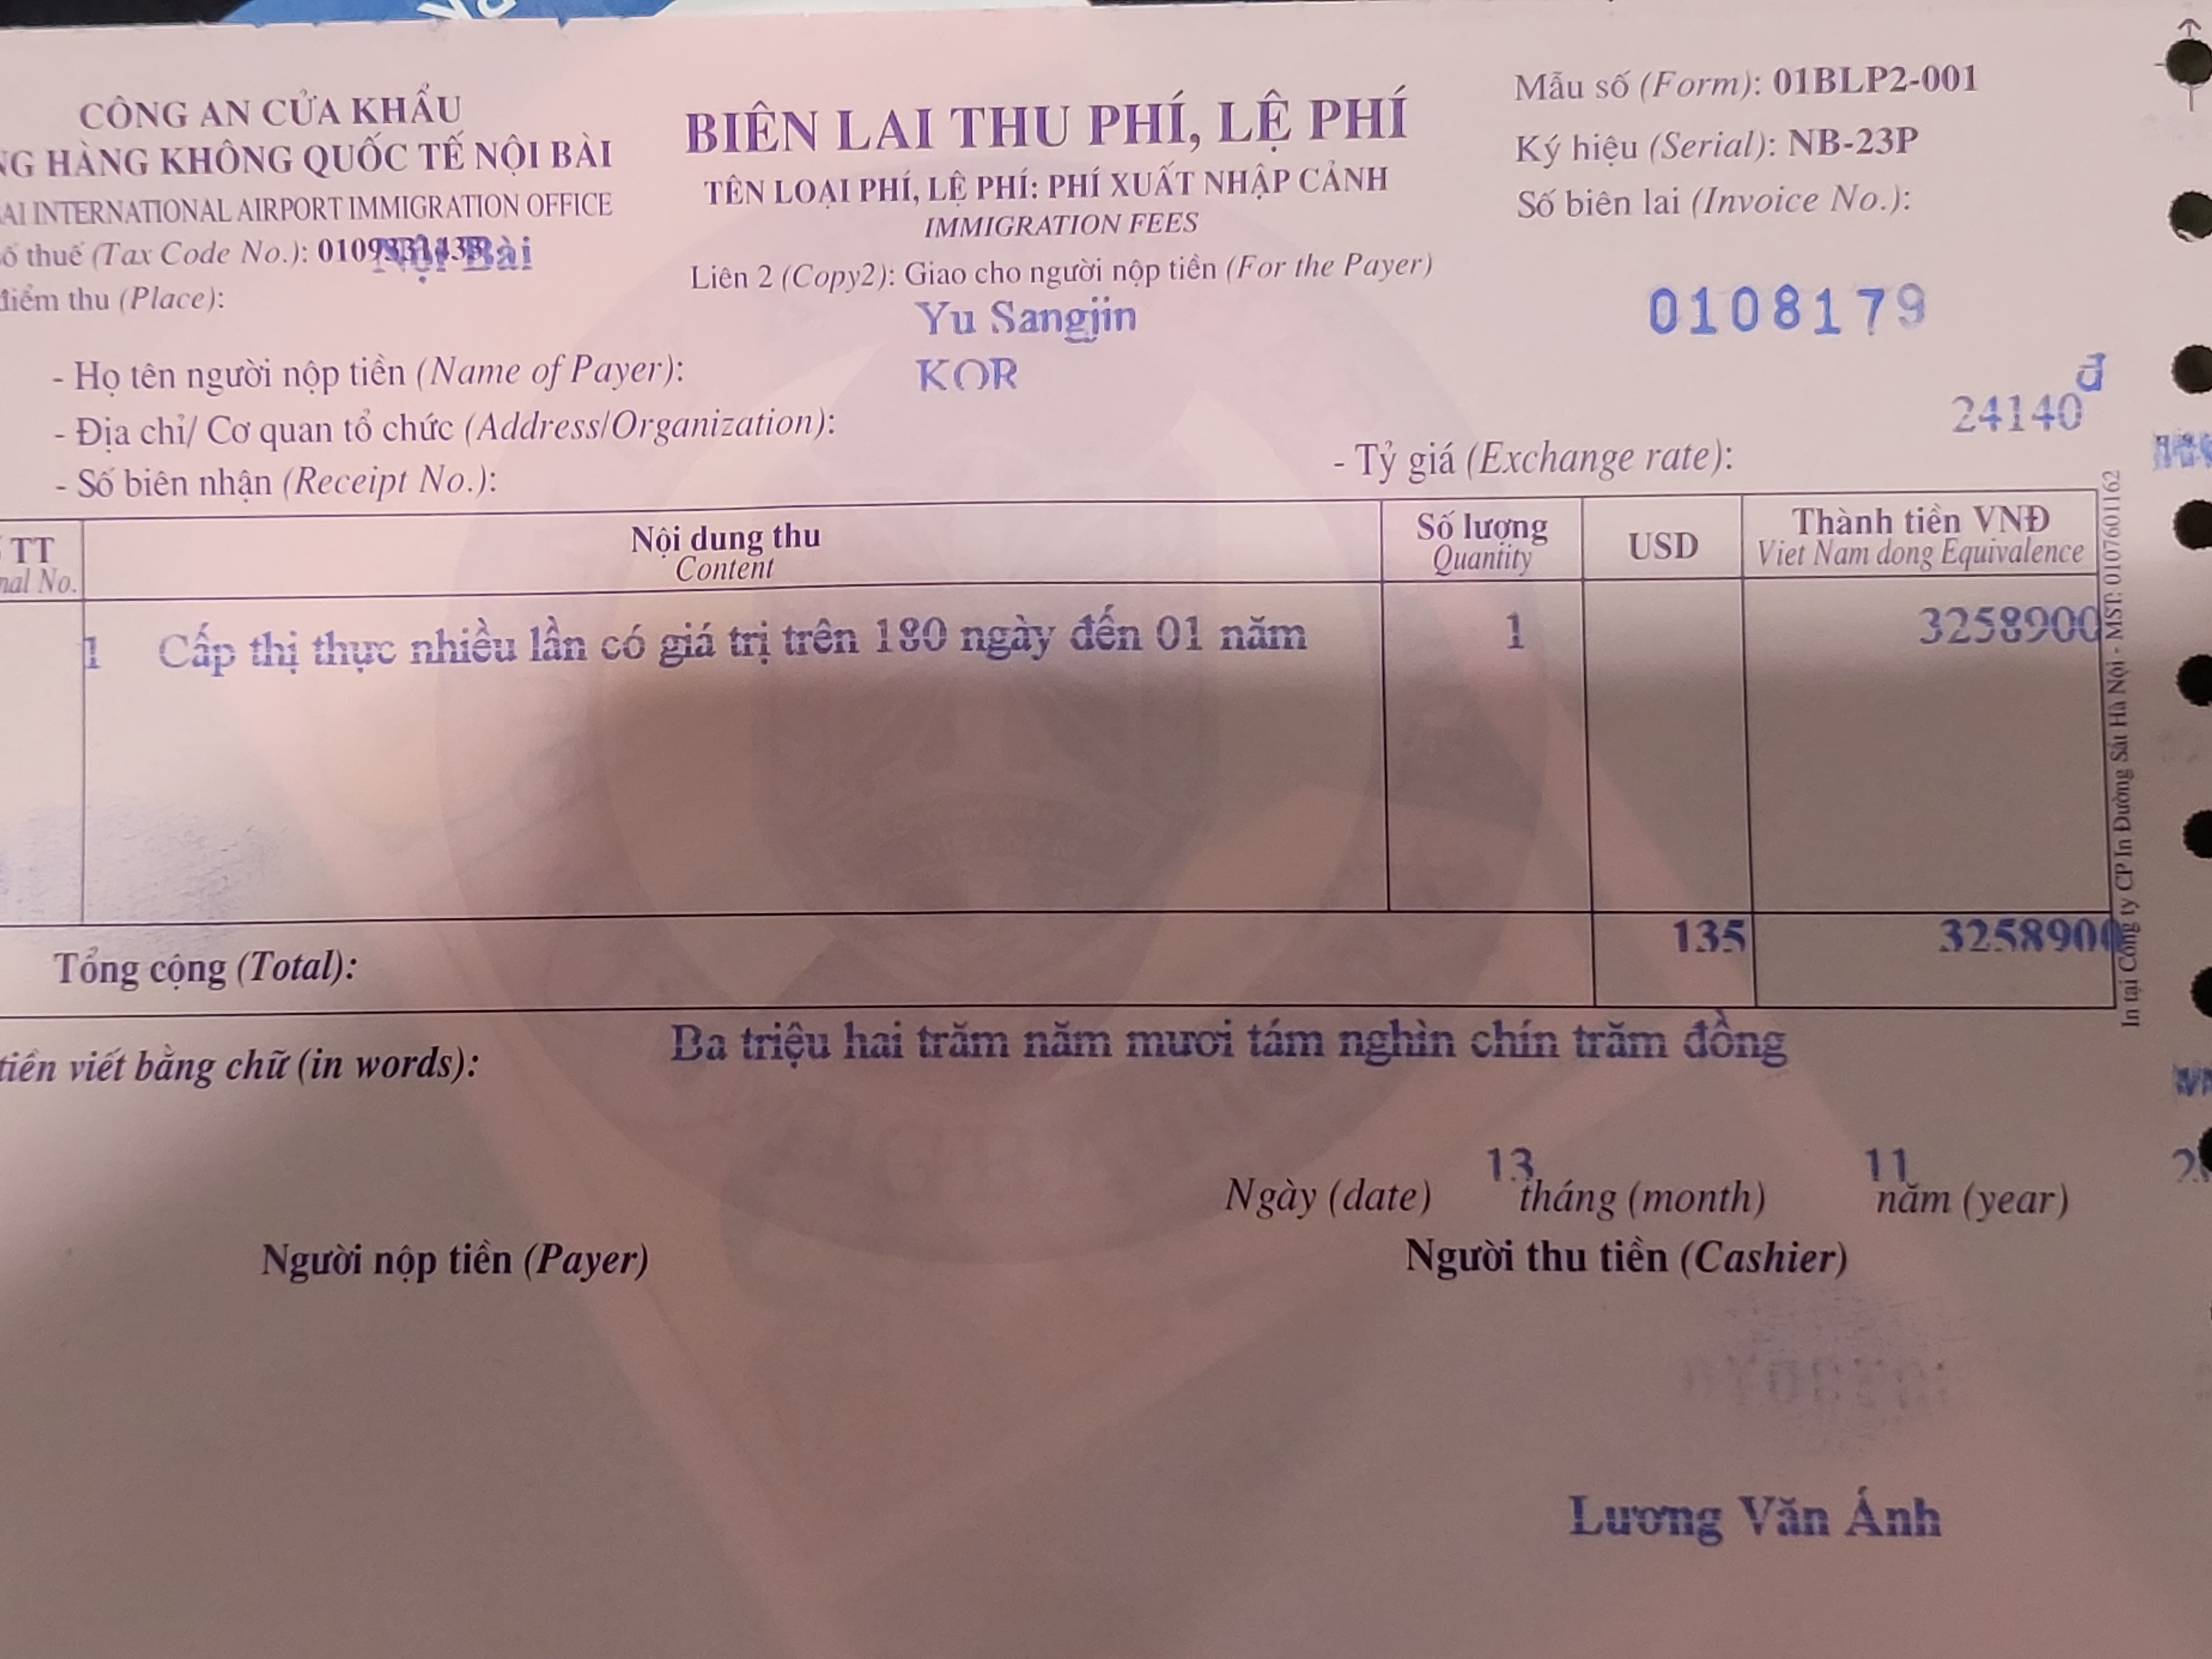 CÔNG AN CỬA KHẨU
HÀNG KHÔNG QUỐC TẾ NỘI BÀI
INTERNATIONAL AIRPORT IMMIGRATION OFFICE
thuế (Tax Code No.):
Nội Bài
điểm thu (Place):
BIÊN LAI THU PHÍ, LỆ PHÍ
TÊN LOẠI PHÍ, LỆ PHÍ: PHÍ XUẤT NHẬP CẢNH
IMMIGRATION FEES
Liên 2 (Copy2): Giao cho người nộp tiền (For the Payer)
Mẫu số (Form): 01BLP2-001
Ký hiệu (Serial): NB-23P
Số biên lai (Invoice No.):
0108179
Yu Sangjin
- Họ tên người nộp tiền (Name of Payer):
KOR
- Địa chỉ/ Cơ quan tổ chức (Address/Organization):
- Số biên nhận (Receipt No.):
24140đ
- Tỷ giá (Exchange rate):
TT
No.
Nội dung thu
Content
Số lượng
Quantity
USD
Thành tiền VNĐ
Viet Nam dong Equivalence
1 Cấp thị thực nhiều lần có giá trị trên 180 ngày đến 01 năm 1 3258900
Tổng cộng (Total): 135 3258900
tiền viết bằng chữ (in words): Ba triệu hai trăm năm mươi tám nghìn chín trăm đồng
In tại Công ty CP In Đường Sắt Hà Nội - MST: 0107601162
13 11
Ngày (date) tháng (month) năm (year)
Người nộp tiền (Payer)
Người thu tiền (Cashier)
Lương Văn Ánh